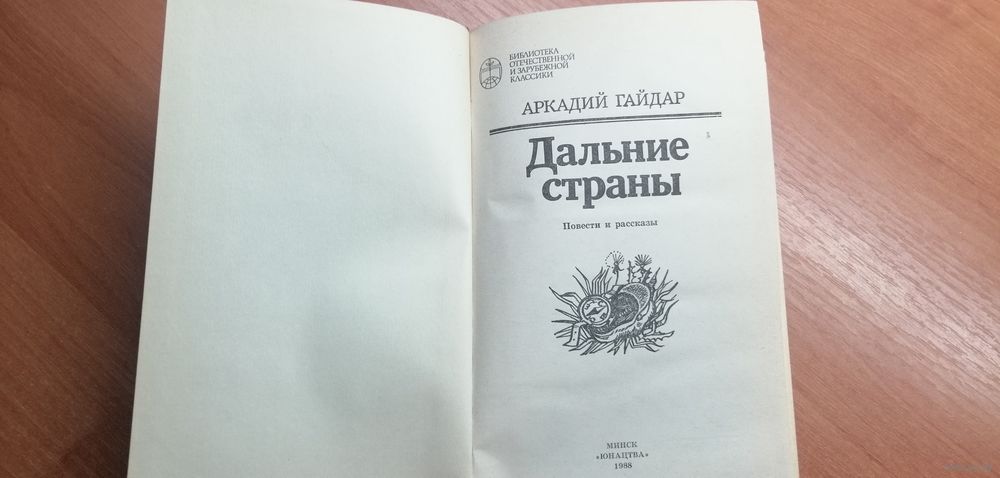 БИБЛИОТЕКА
ОТЕЧЕСТВЕННОЙ
И ЗАРУБЕЖНОЙ
КЛАССИКИ
АРКАДИЙ ГАЙДАР
Дальние
страны
Повести и рассказы
МИНСК
«ЮНАЦТВА»
1988